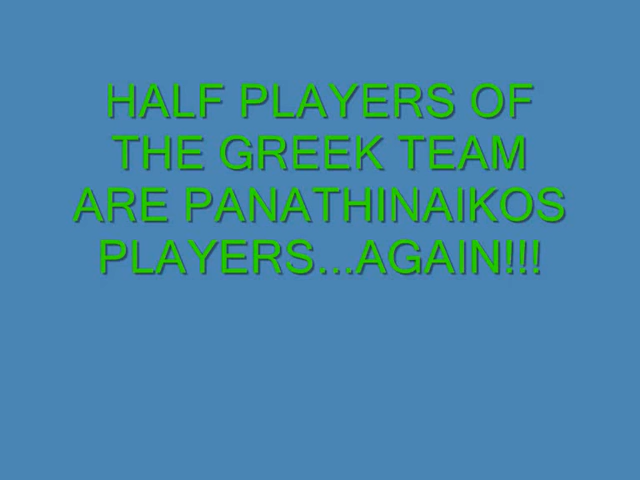 HALF PLAYERS OF
THE GREEK TEAM
ARE PANATHINAIKOS
PLAYERS...AGAIN!!!